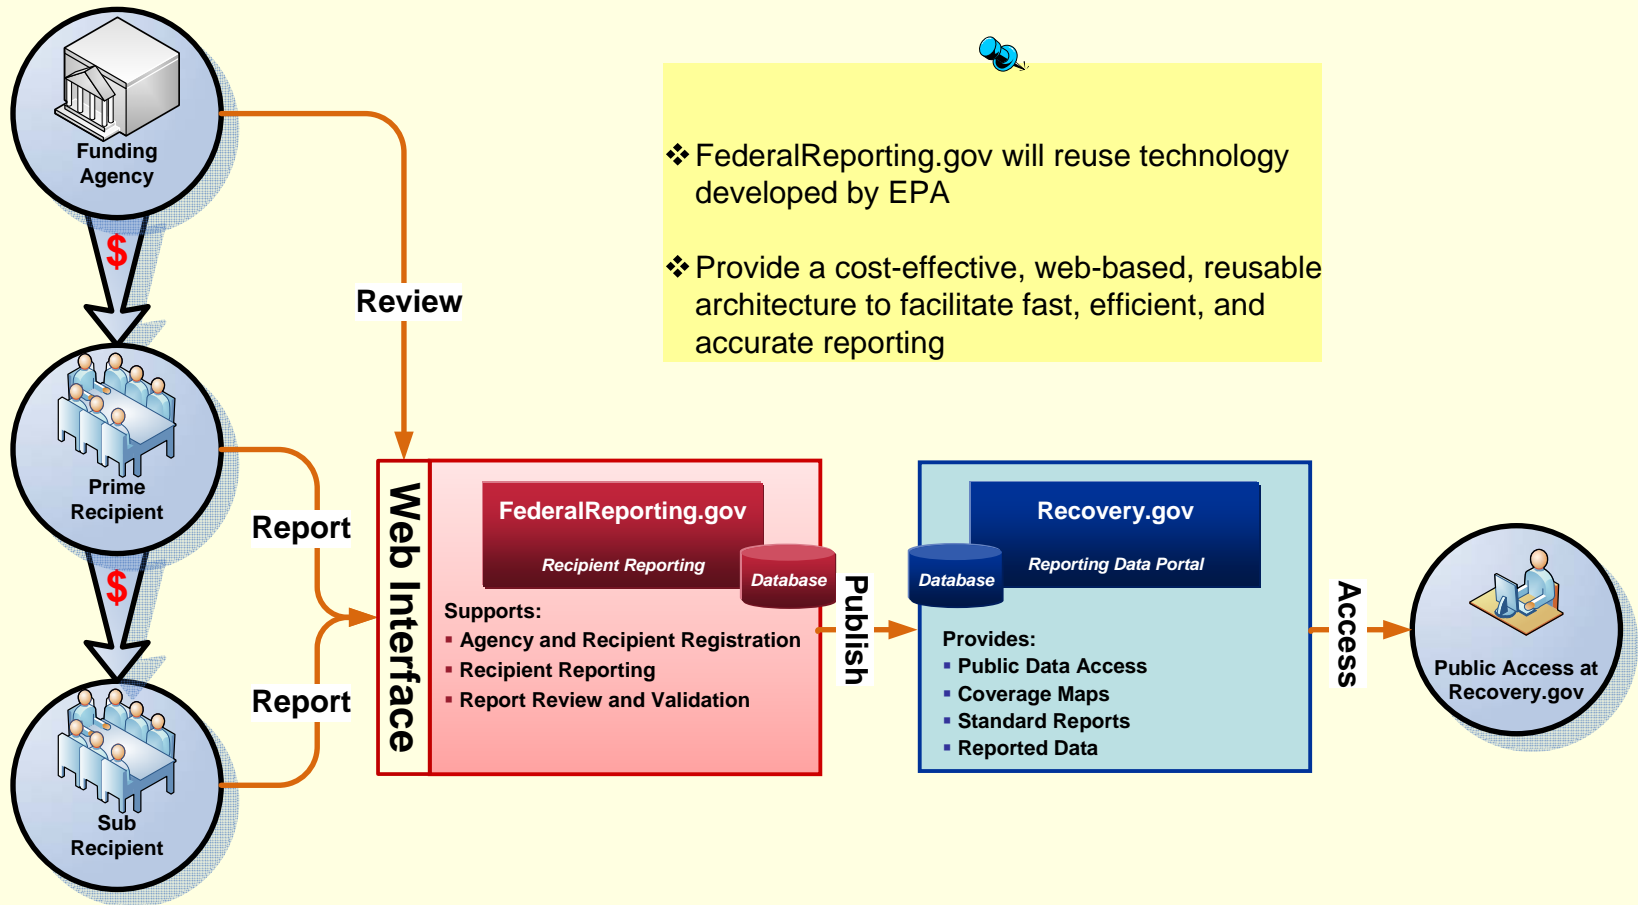 Funding
Agency
$
Prime
Recipient
$
Sub
Recipient
Review
Report
Report
❖ FederalReporting.gov will reuse technology
developed by EPA
❖ Provide a cost-effective, web-based, reusable
architecture to facilitate fast, efficient, and
accurate reporting
Web Interface
FederalReporting.gov
Recipient Reporting
Database
Supports:
▪ Agency and Recipient Registration
▪ Recipient Reporting
▪ Report Review and Validation
Publish
Recovery.gov
Reporting Data Portal
Database
Provides:
▪ Public Data Access
▪ Coverage Maps
▪ Standard Reports
▪ Reported Data
Access
Public Access at
Recovery.gov